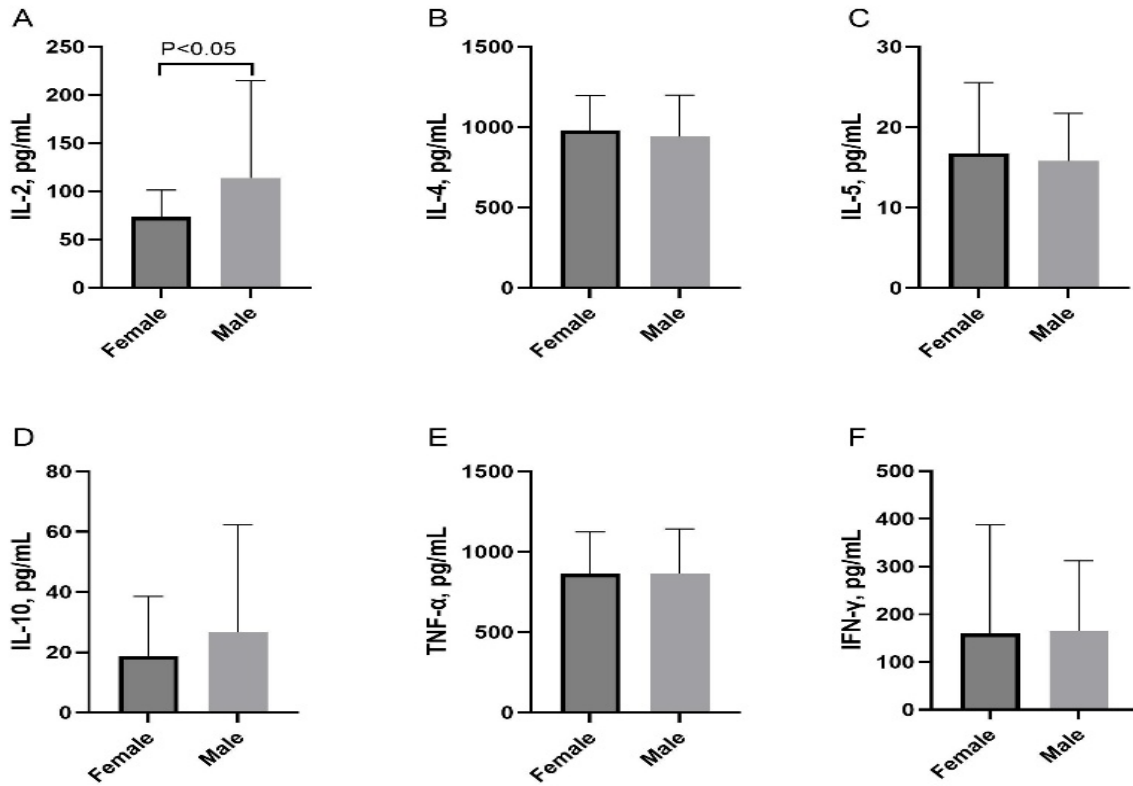 A
P<0.05
IL-2, pg/mL
250
200
150
100
50
0
Female
Male
B
IL-4, pg/mL
1500
1000
500
0
Female
Male
C
IL-5, pg/mL
30
20
10
0
Female
Male
D
IL-10, pg/mL
80
60
40
20
0
Female
Male
E
TNF-α, pg/mL
1500
1000
500
0
Female
Male
F
IFN-γ, pg/mL
500
400
300
200
100
0
Female
Male